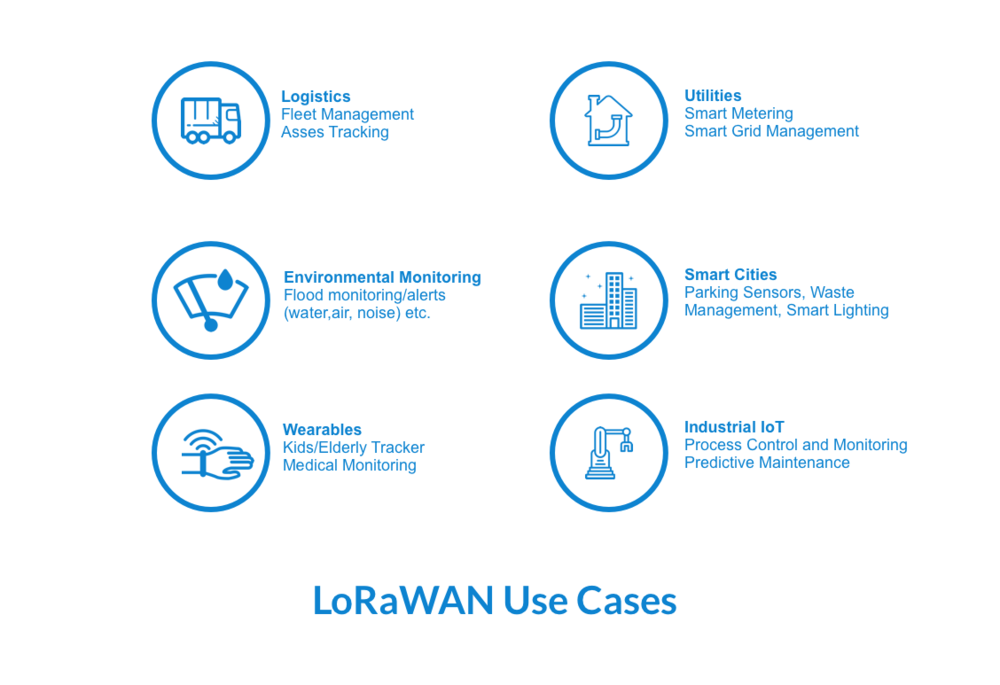 Logistics
Fleet Management
Asses Tracking
Utilities
Smart Metering
Smart Grid Management
Environmental Monitoring
Flood monitoring/alerts
(water,air, noise) etc.
Smart Cities
Parking Sensors, Waste
Management, Smart Lighting
Wearables
Kids/Elderly Tracker
Medical Monitoring
Industrial IoT
Process Control and Monitoring
Predictive Maintenance
LoRaWAN Use Cases